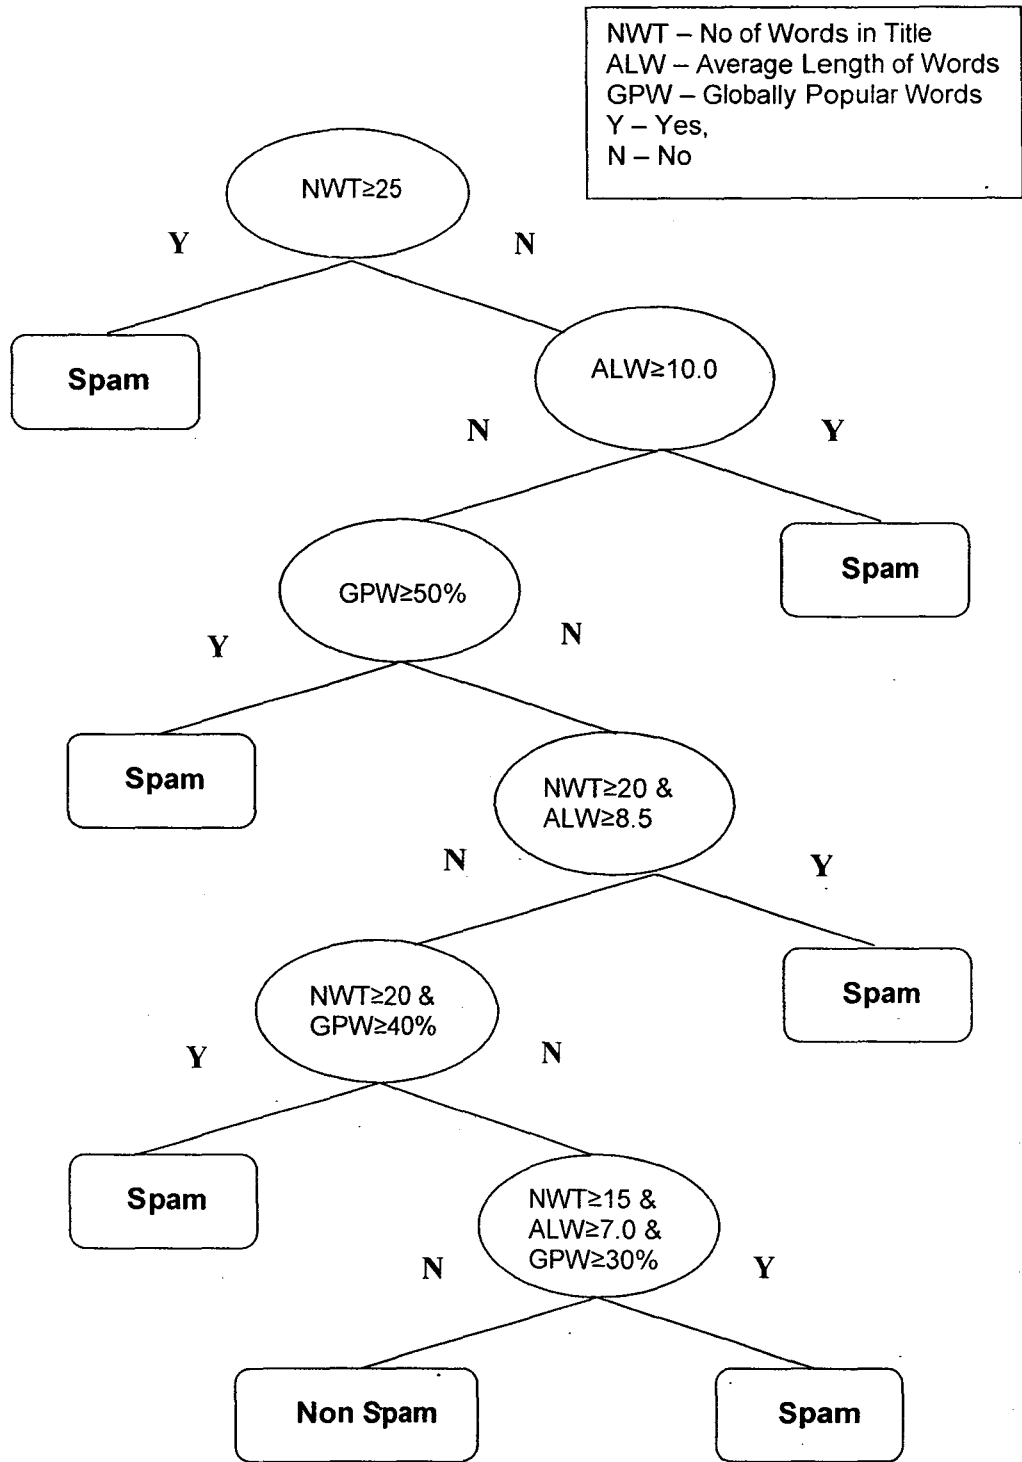 NWT – No of Words in Title
ALW – Average Length of Words
GPW – Globally Popular Words
Y – Yes,
N – No
NWT≥25
Y
N
Spam
ALW≥10.0
N
Y
GPW≥50%
Spam
Y
N
Spam
NWT≥20 &
ALW≥8.5
N
Y
NWT≥20 &
GPW≥40%
Spam
Y
N
Spam
NWT≥15 &
ALW≥7.0 &
GPW≥30%
N
Y
Non Spam
Spam